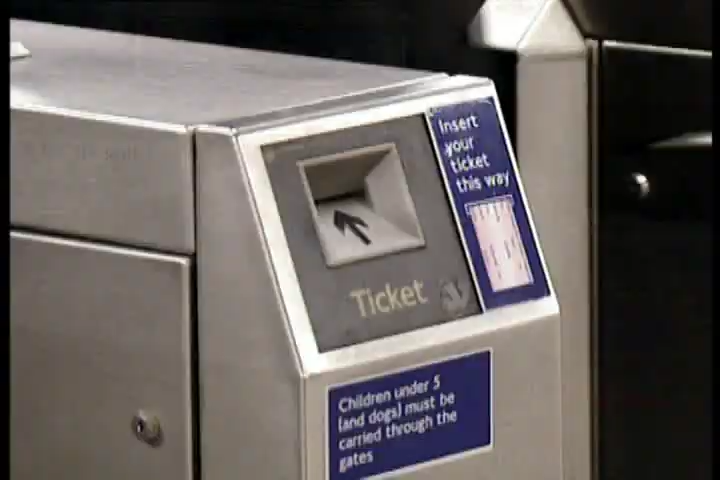 Insert
your
ticket
this way
Ticket
Children under 5
(and dogs) must be
carried through the
gates